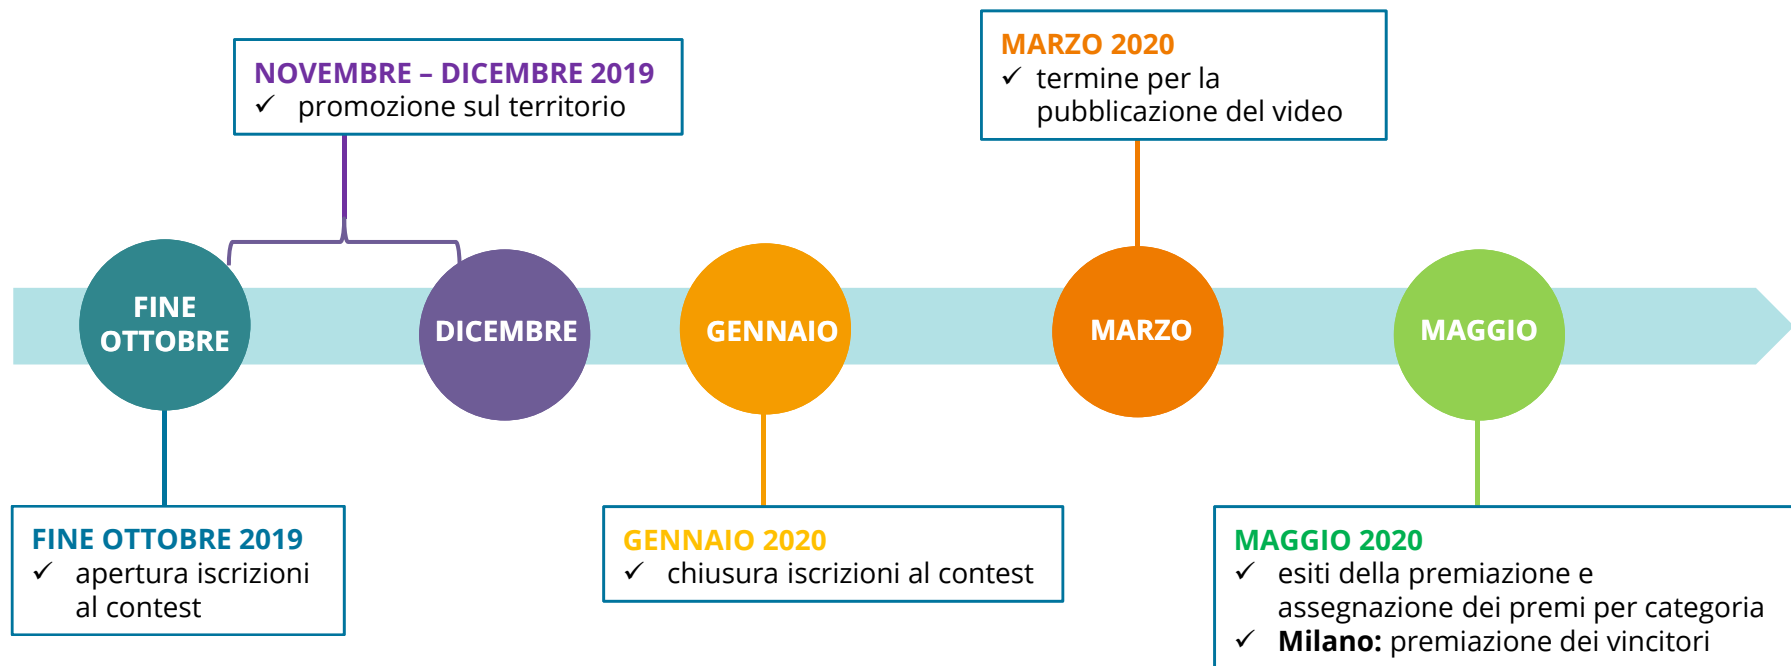 NOVEMBRE – DICEMBRE 2019
✓ promozione sul territorio
MARZO 2020
✓ termine per la
pubblicazione del video
FINE
OTTOBRE
DICEMBRE
GENNAIO
MARZO
MAGGIO
FINE OTTOBRE 2019
✓ apertura iscrizioni
al contest
GENNAIO 2020
✓ chiusura iscrizioni al contest
MAGGIO 2020
✓ esiti della premiazione e
assegnazione dei premi per categoria
✓ Milano: premiazione dei vincitori